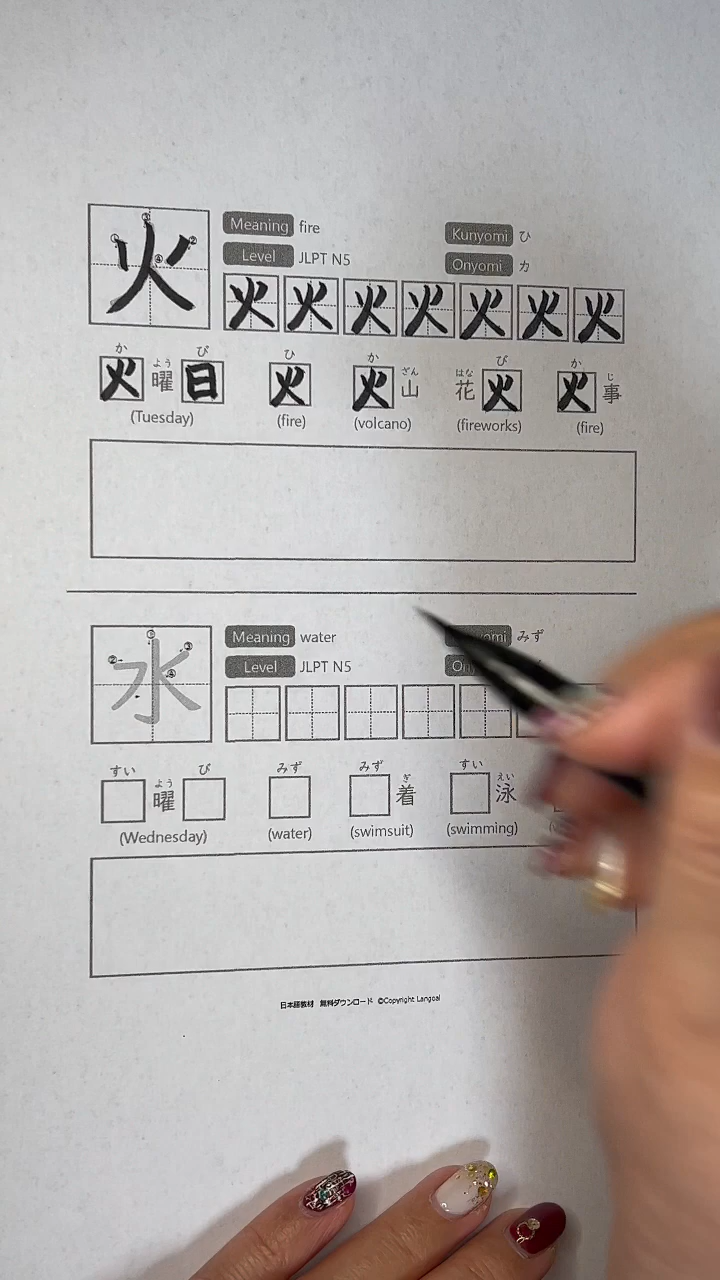 火
Meaning fire Kunyomi ひ
Level JLPT N5 Onyomi カ
火 火 火 火 火 火 火
か よう び ひ か ざん はな び か じ
火曜日 火 火山 花火 火事
(Tuesday) (fire) (volcano) (fireworks) (fire)
水
Meaning water みず
Level JLPT N5
すい よう び みず みず ぎ すい えい
曜 着 泳
(Wednesday) (water) (swimsuit) (swimming)
日本語教材 無料ダウンロード ©Copyright Langoal